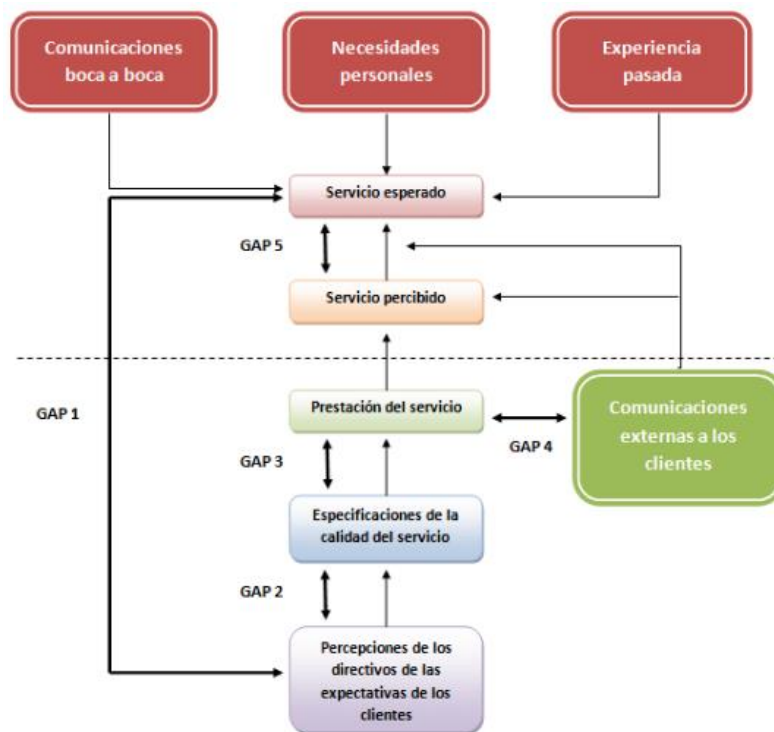 Comunicaciones
boca a boca
Necesidades
personales
Experiencia
pasada
Servicio esperado
GAP 5
Servicio percibido
GAP 1
Prestación del servicio
GAP 4
Comunicaciones
externas a los
clientes
GAP 3
Especificaciones de la
calidad del servicio
GAP 2
Percepciones de los
directivos de las
expectativas de los
clientes